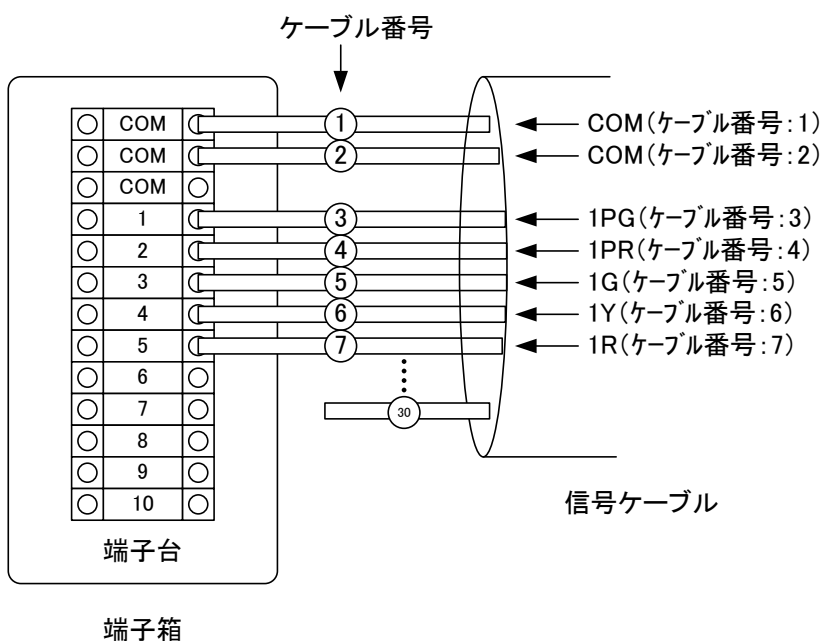 ケーブル番号
COM ① COM(ｹｰﾌﾞﾙ番号:1)
COM ② COM(ｹｰﾌﾞﾙ番号:2)
COM
1 ③ 1PG(ｹｰﾌﾞﾙ番号:3)
2 ④ 1PR(ｹｰﾌﾞﾙ番号:4)
3 ⑤ 1G(ｹｰﾌﾞﾙ番号:5)
4 ⑥ 1Y(ｹｰﾌﾞﾙ番号:6)
5 ⑦ 1R(ｹｰﾌﾞﾙ番号:7)
6
7 ㉚
8
9
10
信号ケーブル
端子台
端子箱